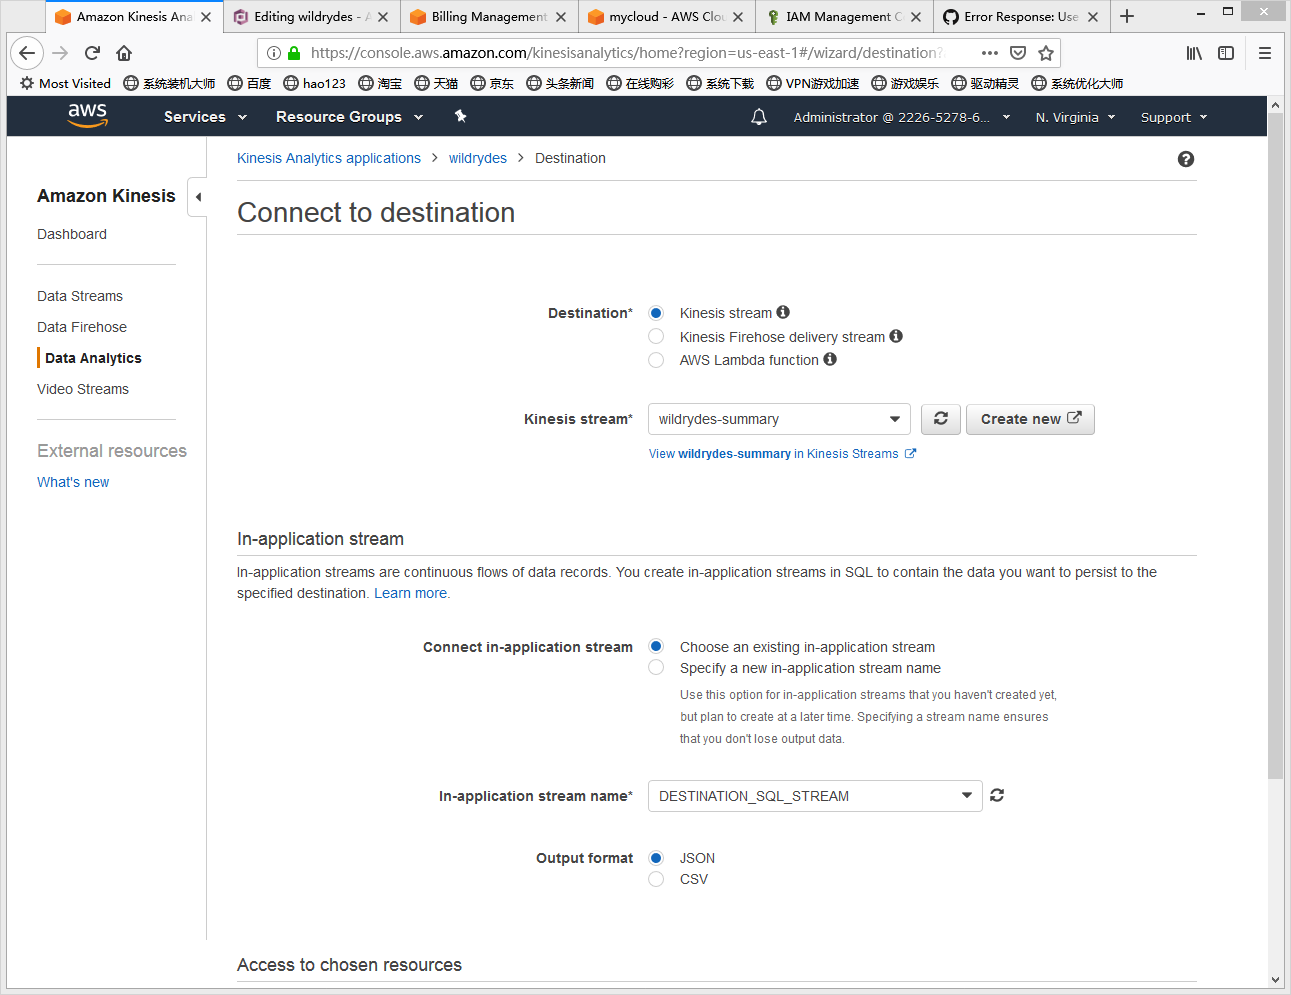 Amazon Kinesis Ana
Editing wildrydes - A
Billing Management
mycloud - AWS Clou
IAM Management C
Error Response: Use
https://console.aws.amazon.com/kinesisanalytics/home?region=us-east-1#/wizard/destination?
Most Visited 系统装机大师 百度 hao123 淘宝 天猫 京东 头条新闻 在线购彩 系统下载 VPN游戏加速 游戏娱乐 驱动精灵 系统优化大师
aws Services Resource Groups Administrator @ 2226-5278-6... N. Virginia Support
Kinesis Analytics applications > wildrydes > Destination
Amazon Kinesis
Dashboard
Data Streams
Data Firehose
Data Analytics
Video Streams
External resources
What's new
Connect to destination
Destination* Kinesis stream
Kinesis Firehose delivery stream
AWS Lambda function
Kinesis stream* wildrydes-summary Create new
View wildrydes-summary in Kinesis Streams
In-application stream
In-application streams are continuous flows of data records. You create in-application streams in SQL to contain the data you want to persist to the
specified destination. Learn more.
Connect in-application stream Choose an existing in-application stream
Specify a new in-application stream name
Use this option for in-application streams that you haven't created yet,
but plan to create at a later time. Specifying a stream name ensures
that you don't lose output data.
In-application stream name* DESTINATION_SQL_STREAM
Output format JSON
CSV
Access to chosen resources